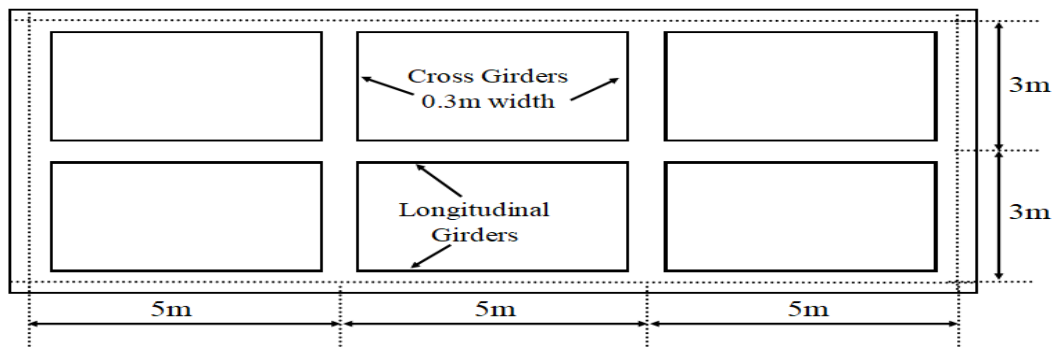 Cross Girders
0.3m width
3m
Longitudinal
Girders
3m
5m
5m
5m